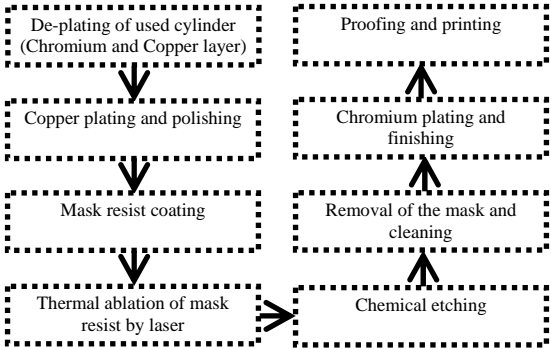 De-plating of used cylinder
(Chromium and Copper layer)
Copper plating and polishing
Mask resist coating
Thermal ablation of mask
resist by laser
Chemical etching
Removal of the mask and
cleaning
Chromium plating and
finishing
Proofing and printing